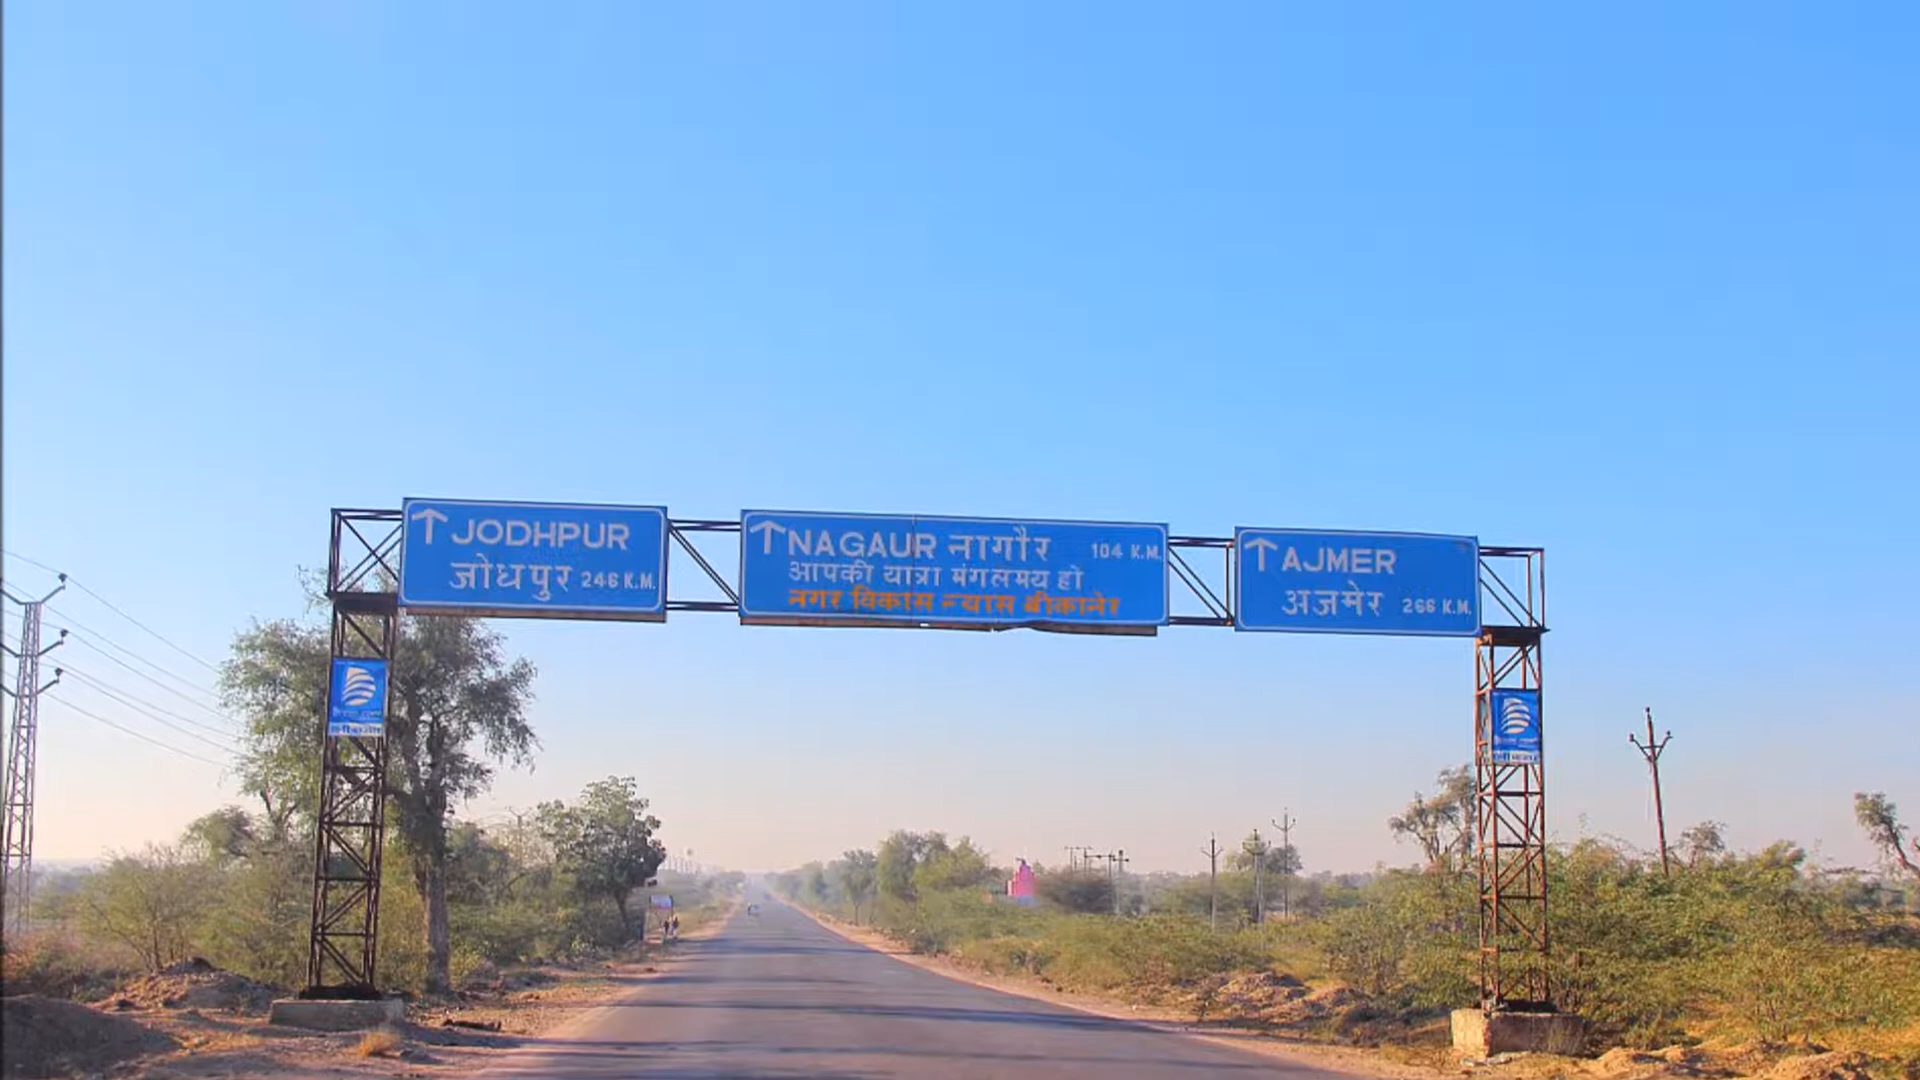 JODHPUR
जोधपुर 246 K.M.
NAGAUR नागौर 104 K.M.
आपकी यात्रा मंगलमय हो
नगर विकास न्यास बीकानेर
AJMER
अजमेर 266 K.M.